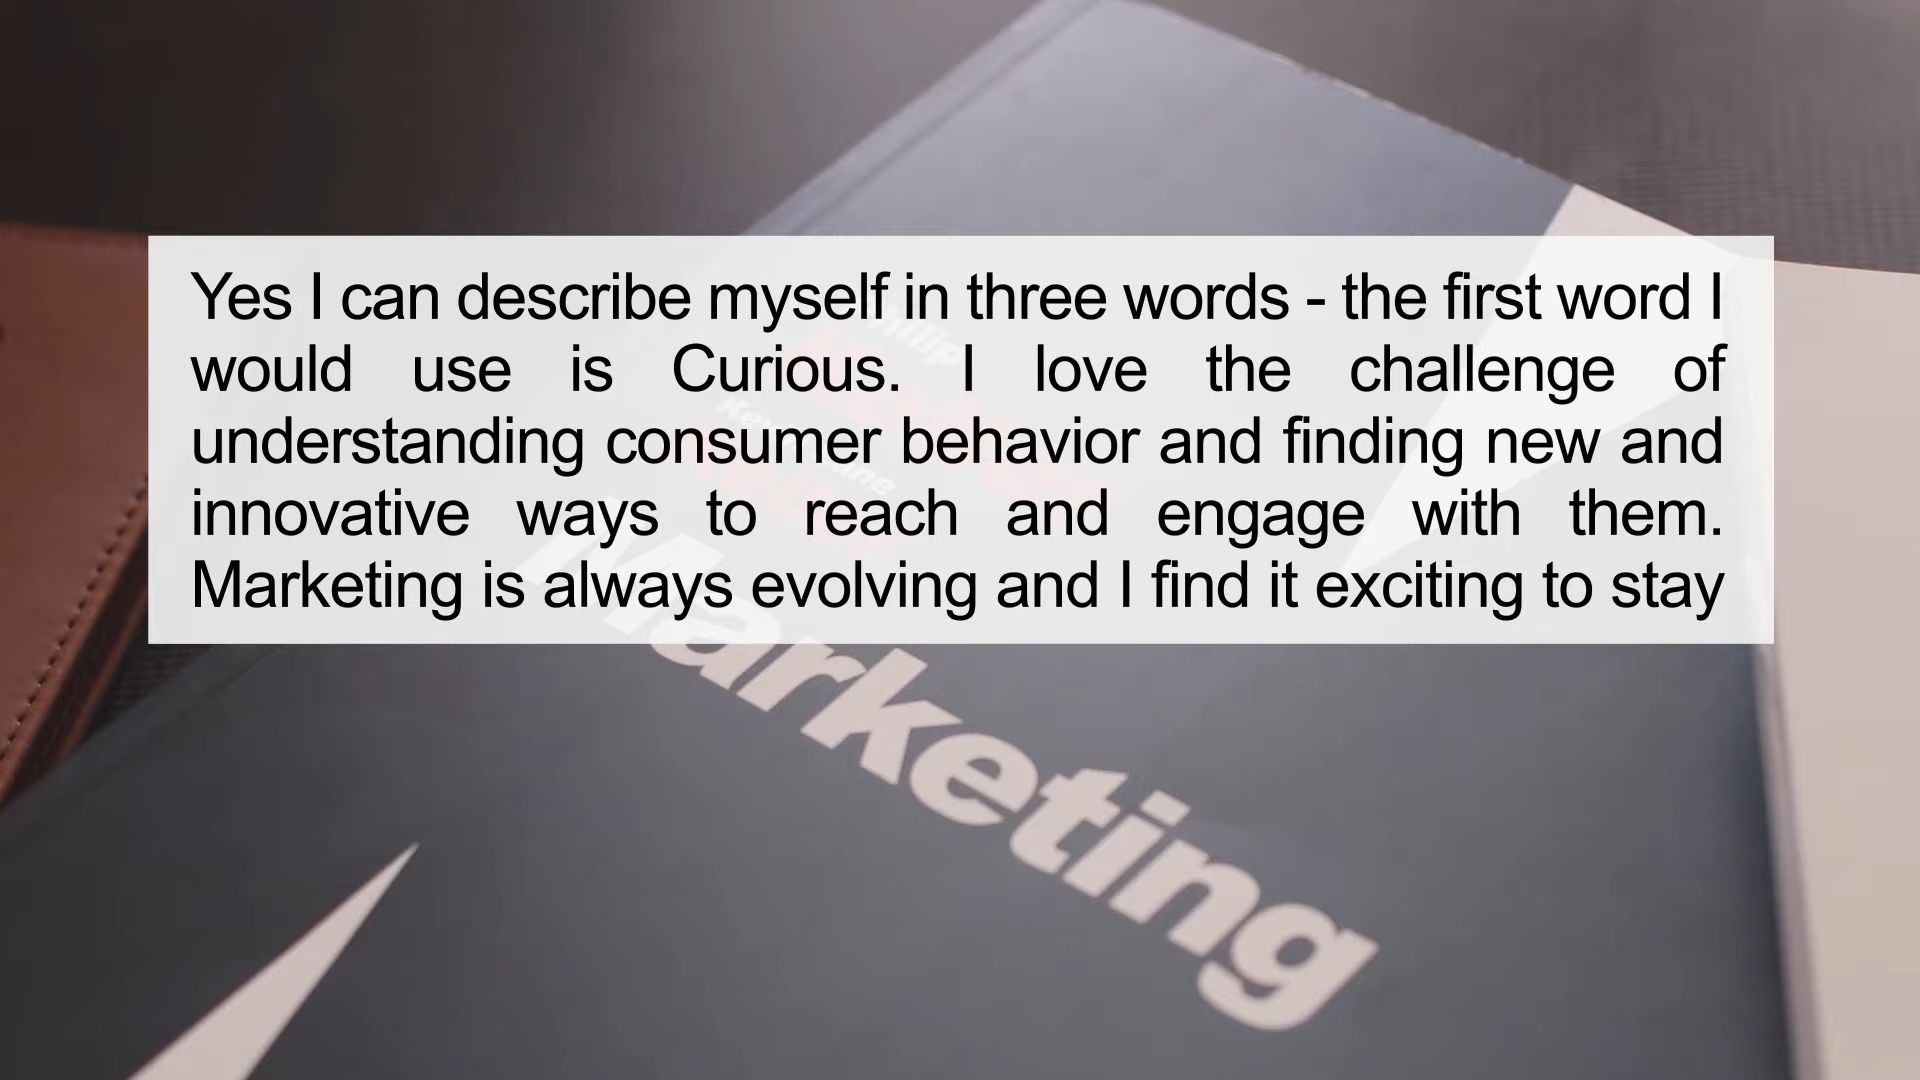 Yes I can describe myself in three words - the first word I
would use is Curious. I love the challenge of
understanding consumer behavior and finding new and
innovative ways to reach and engage with them.
Marketing is always evolving and I find it exciting to stay
Marketing